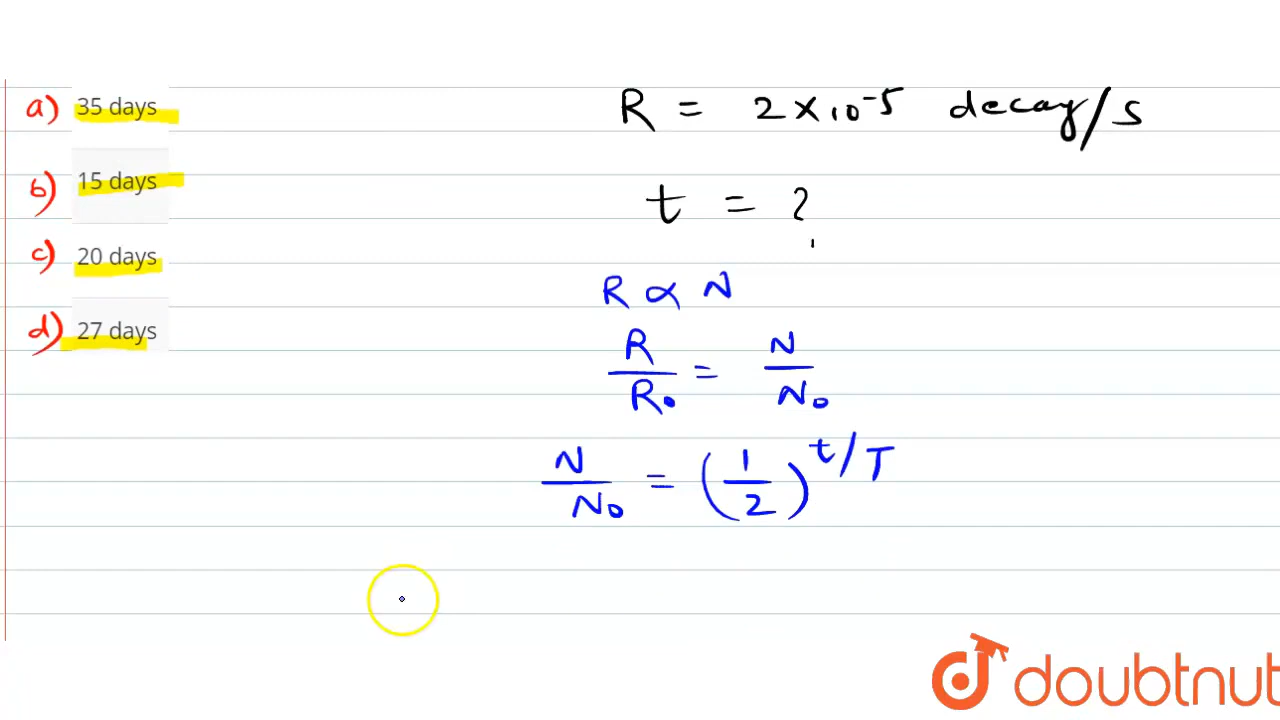 a) 35 days
b) 15 days
c) 20 days
d) 27 days
R = 2×10⁻⁵ decay/s
t = ?
R ∝ N
R/R₀ = N/N₀
N/N₀ = (1/2)^t/T
doubtnut